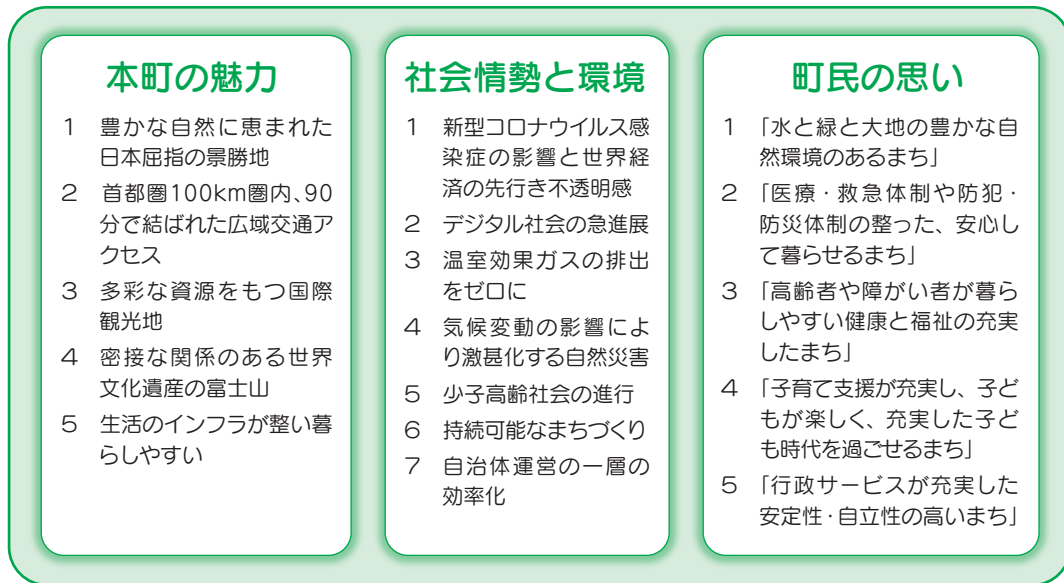 本町の魅力
1 豊かな自然に恵まれた
日本屈指の景勝地
2 首都圏100km圏内、90
分で結ばれた広域交通ア
クセス
3 多彩な資源をもつ国際
観光地
4 密接な関係のある世界
文化遺産の富士山
5 生活のインフラが整い暮
らしやすい
社会情勢と環境
1 新型コロナウイルス感
染症の影響と世界経
済の先行き不透明感
2 デジタル社会の急進展
3 温室効果ガスの排出
をゼロに
4 気候変動の影響によ
り激甚化する自然災害
5 少子高齢社会の進行
6 持続可能なまちづくり
7 自治体運営の一層の
効率化
町民の思い
1 「水と緑と大地の豊かな自
然環境のあるまち」
2 「医療・救急体制や防犯・
防災体制の整った、安心し
て暮らせるまち」
3 「高齢者や障がい者が暮ら
しやすい健康と福祉の充実
したまち」
4 「子育て支援が充実し、子ど
もが楽しく、充実した子ど
も時代を過ごせるまち」
5 「行政サービスが充実した
安定性・自立性の高いまち」